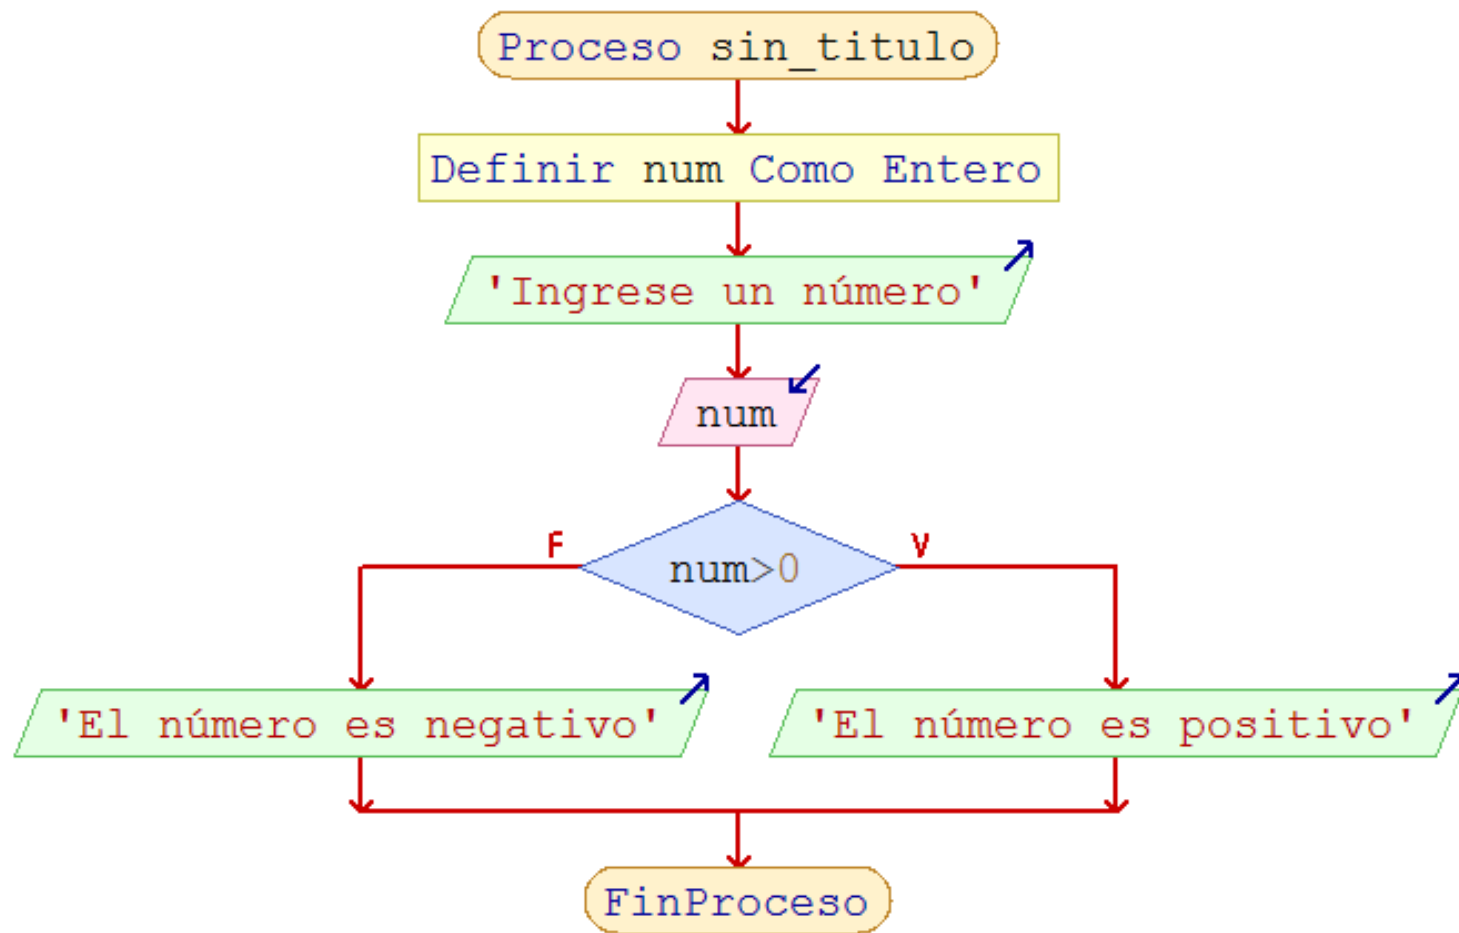 Proceso sin_titulo
Definir num Como Entero
'Ingrese un número'
num
F
V
num>0
'El número es negativo'
'El número es positivo'
FinProceso